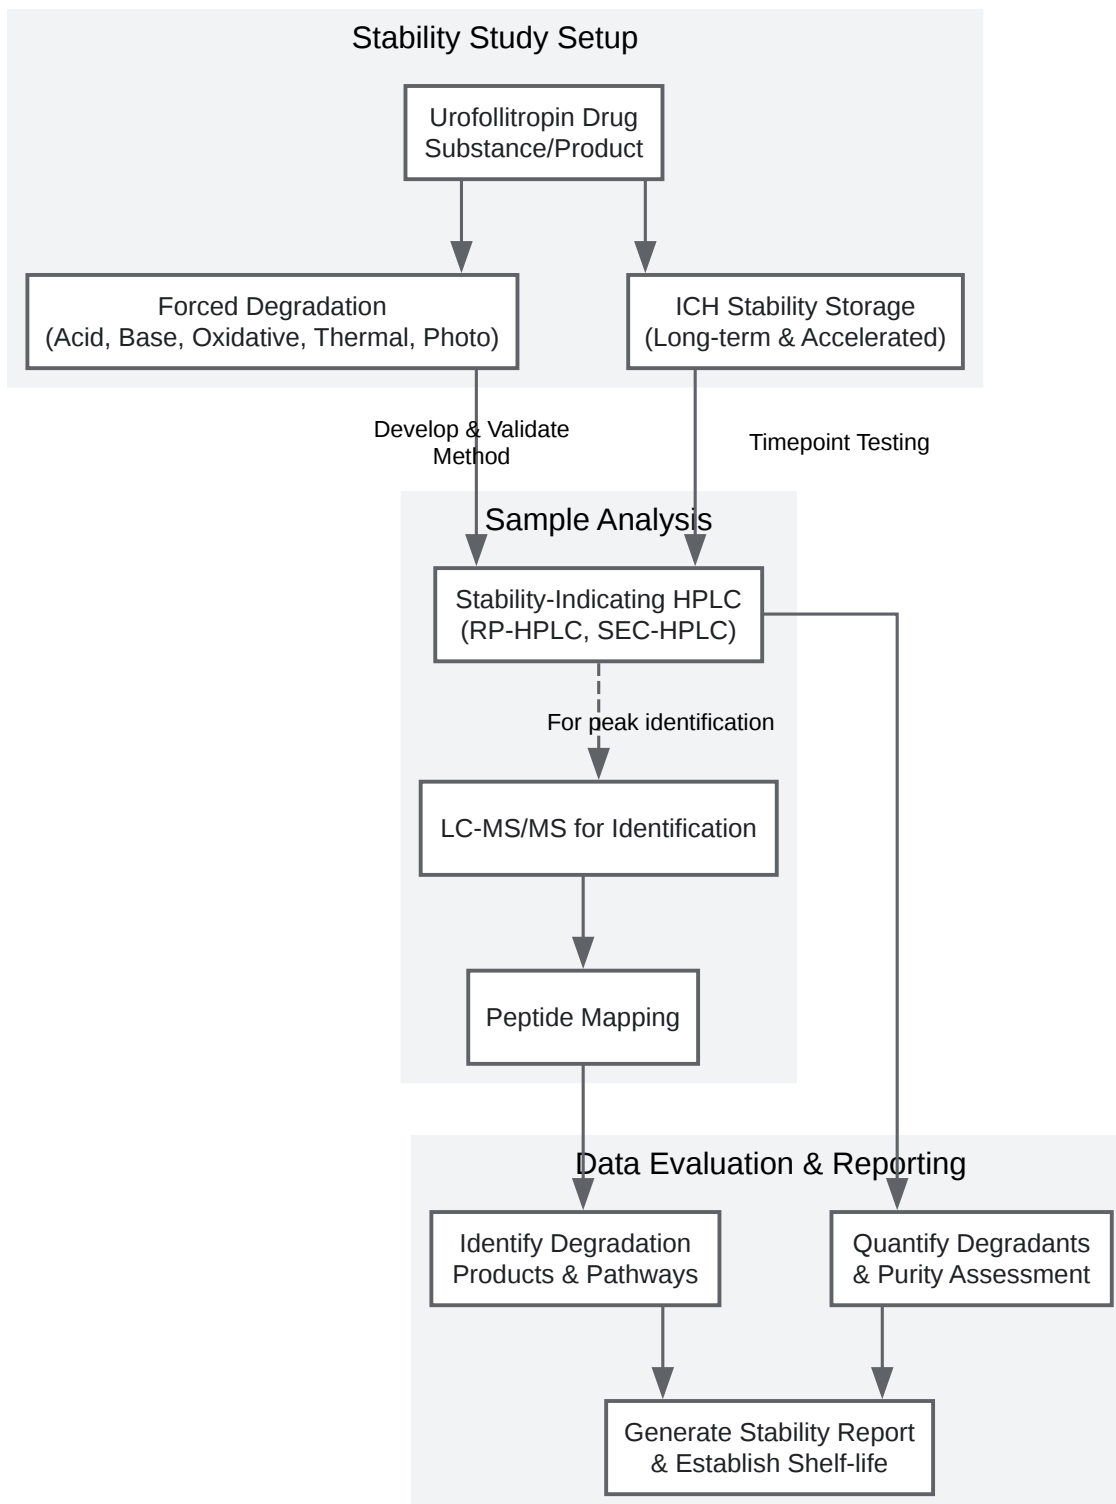 Stability Study Setup
Urofollitropin Drug
Substance/Product
Forced Degradation
(Acid, Base, Oxidative, Thermal, Photo)
ICH Stability Storage
(Long-term & Accelerated)
Develop & Validate
Method
Timepoint Testing
Sample Analysis
Stability-Indicating HPLC
(RP-HPLC, SEC-HPLC)
For peak identification
LC-MS/MS for Identification
Peptide Mapping
Data Evaluation & Reporting
Identify Degradation
Products & Pathways
Quantify Degradants
& Purity Assessment
Generate Stability Report
& Establish Shelf-life